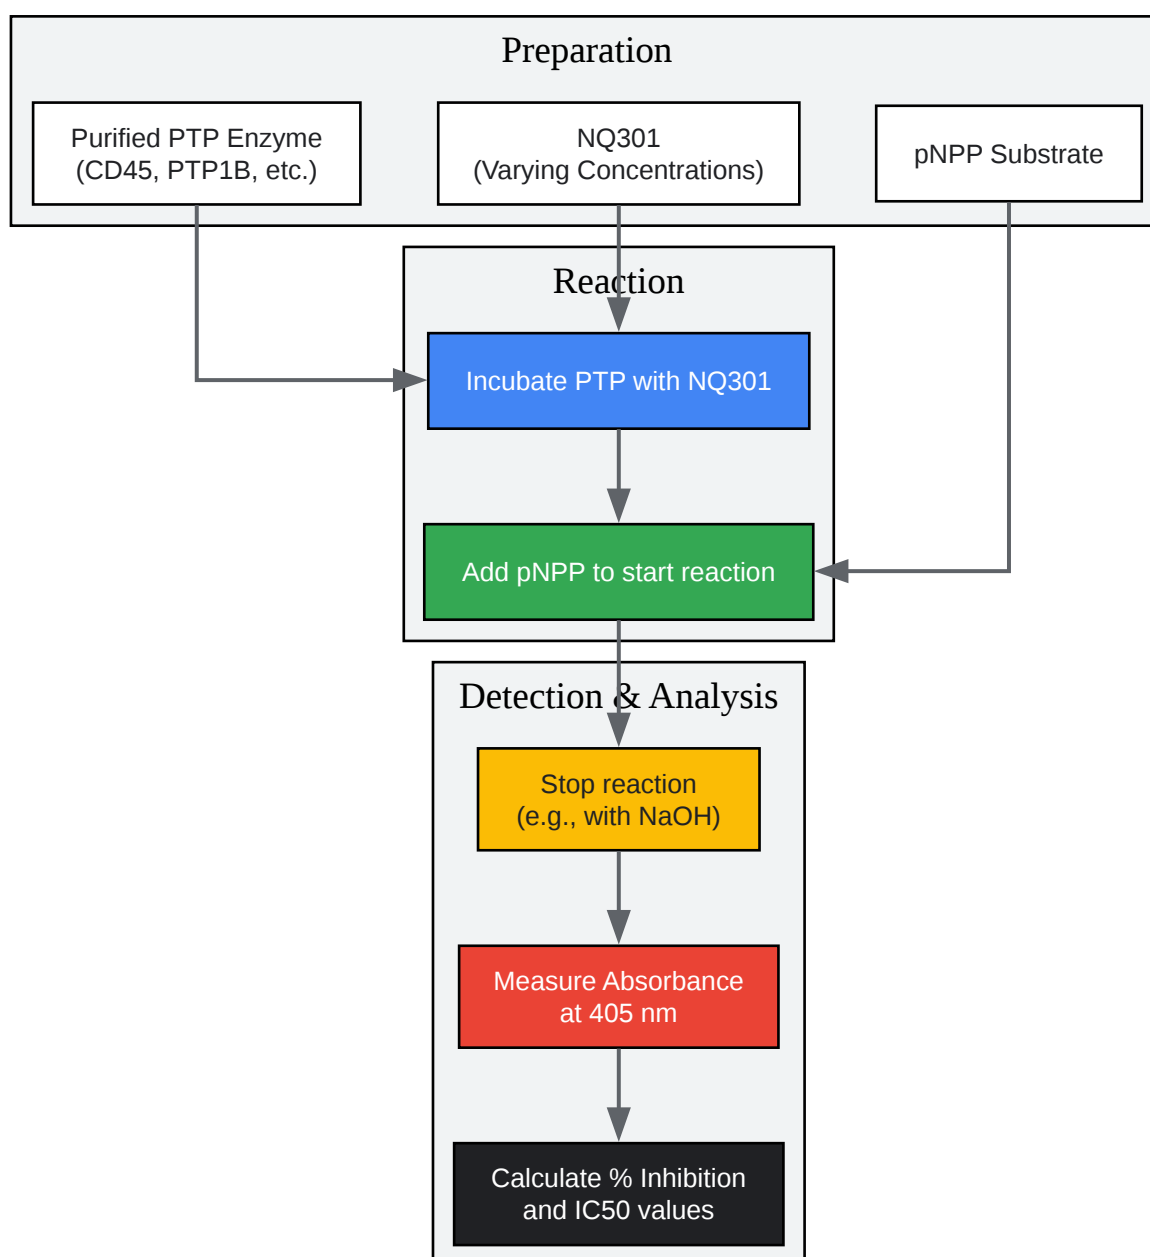 Preparation
Purified PTP Enzyme
(CD45, PTP1B, etc.)
NQ301
(Varying Concentrations)
pNPP Substrate
Reaction
Incubate PTP with NQ301
Add pNPP to start reaction
Detection & Analysis
Stop reaction
(e.g., with NaOH)
Measure Absorbance
at 405 nm
Calculate % Inhibition
and IC50 values